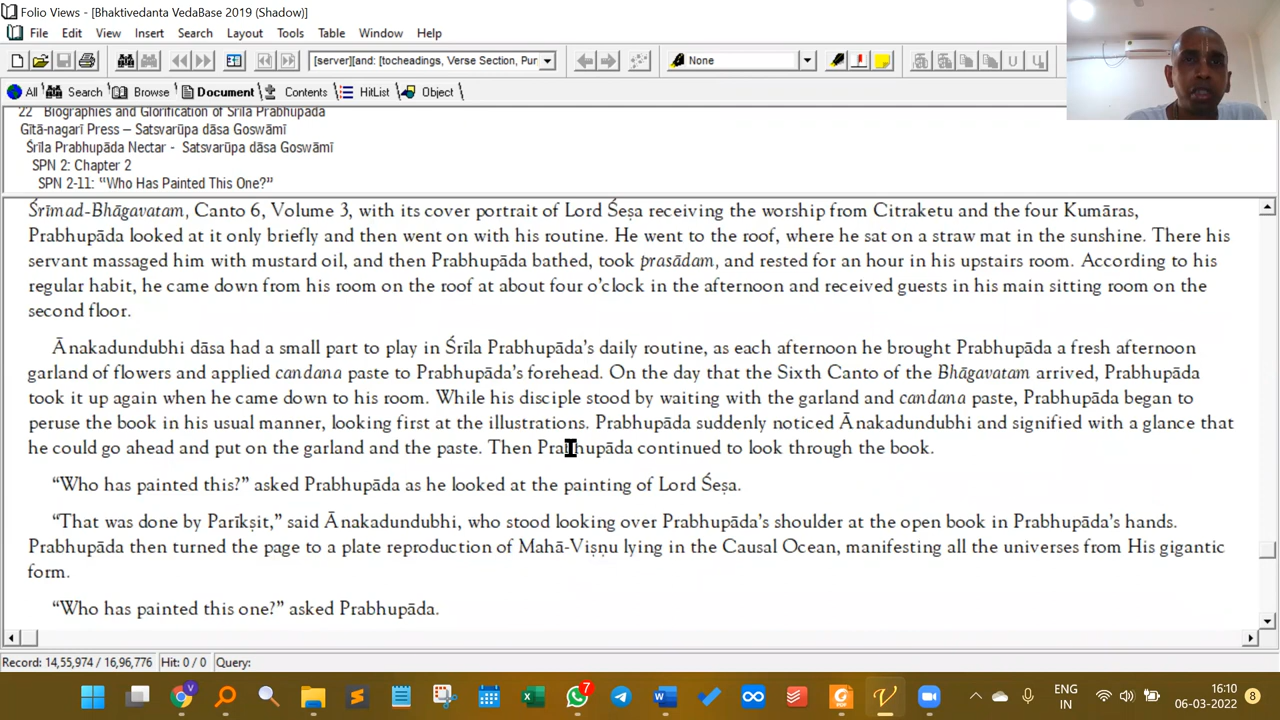 Folio Views - [Bhaktivedanta VedaBase 2019 (Shadow)]
File Edit View Insert Search Layout Tools Table Window Help
[server][and: [tocheadings, Verse Section, Pur None
All Search Browse Document Contents HitList Object
22 Biographies and Glorification of Śrīla Prabhupāda
Gītā-nagarī Press – Satsvarūpa dāsa Goswāmī
Śrīla Prabhupāda Nectar - Satsvarūpa dāsa Goswāmī
SPN 2: Chapter 2
SPN 2-11: “Who Has Painted This One?”
Śrīmad-Bhāgavatam, Canto 6, Volume 3, with its cover portrait of Lord Śeṣa receiving the worship from Citraketu and the four Kumāras,
Prabhupāda looked at it only briefly and then went on with his routine. He went to the roof, where he sat on a straw mat in the sunshine. There his
servant massaged him with mustard oil, and then Prabhupāda bathed, took prasādam, and rested for an hour in his upstairs room. According to his
regular habit, he came down from his room on the roof at about four o’clock in the afternoon and received guests in his main sitting room on the
second floor.
Ānakadundubhi dāsa had a small part to play in Śrīla Prabhupāda’s daily routine, as each afternoon he brought Prabhupāda a fresh afternoon
garland of flowers and applied candana paste to Prabhupāda’s forehead. On the day that the Sixth Canto of the Bhāgavatam arrived, Prabhupāda
took it up again when he came down to his room. While his disciple stood by waiting with the garland and candana paste, Prabhupāda began to
peruse the book in his usual manner, looking first at the illustrations. Prabhupāda suddenly noticed Ānakadundubhi and signified with a glance that
he could go ahead and put on the garland and the paste. Then Prabhupāda continued to look through the book.
“Who has painted this?” asked Prabhupāda as he looked at the painting of Lord Śeṣa.
“That was done by Parīkṣit,” said Ānakadundubhi, who stood looking over Prabhupāda’s shoulder at the open book in Prabhupāda’s hands.
Prabhupāda then turned the page to a plate reproduction of Mahā-Viṣṇu lying in the Causal Ocean, manifesting all the universes from His gigantic
form.
“Who has painted this one?” asked Prabhupāda.
Record: 14,55,974 / 16,96,776 Hit: 0 / 0 Query:
V 7 ENG 16:10
IN 06-03-2022 8